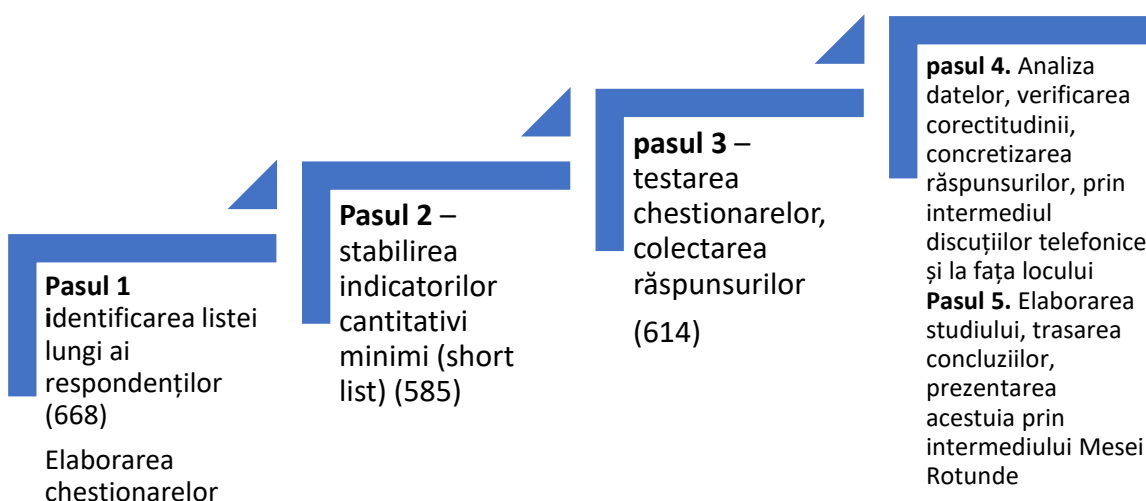 Pasul 1
identificarea listei
lungi ai
respondenților
(668)
Elaborarea
chestionarelor
Pasul 2 –
stabilirea
indicatorilor
cantitativi
minimi (short
list) (585)
pasul 3 –
testarea
chestionarelor,
colectarea
răspunsurilor
(614)
pasul 4. Analiza
datelor, verificarea
corectitudinii,
concretizarea
răspunsurilor, prin
intermediul
discuțiilor telefonice
și la fața locului
Pasul 5. Elaborarea
studiului, trasarea
concluziilor,
prezentarea
acestuia prin
intermediului Mesei
Rotunde